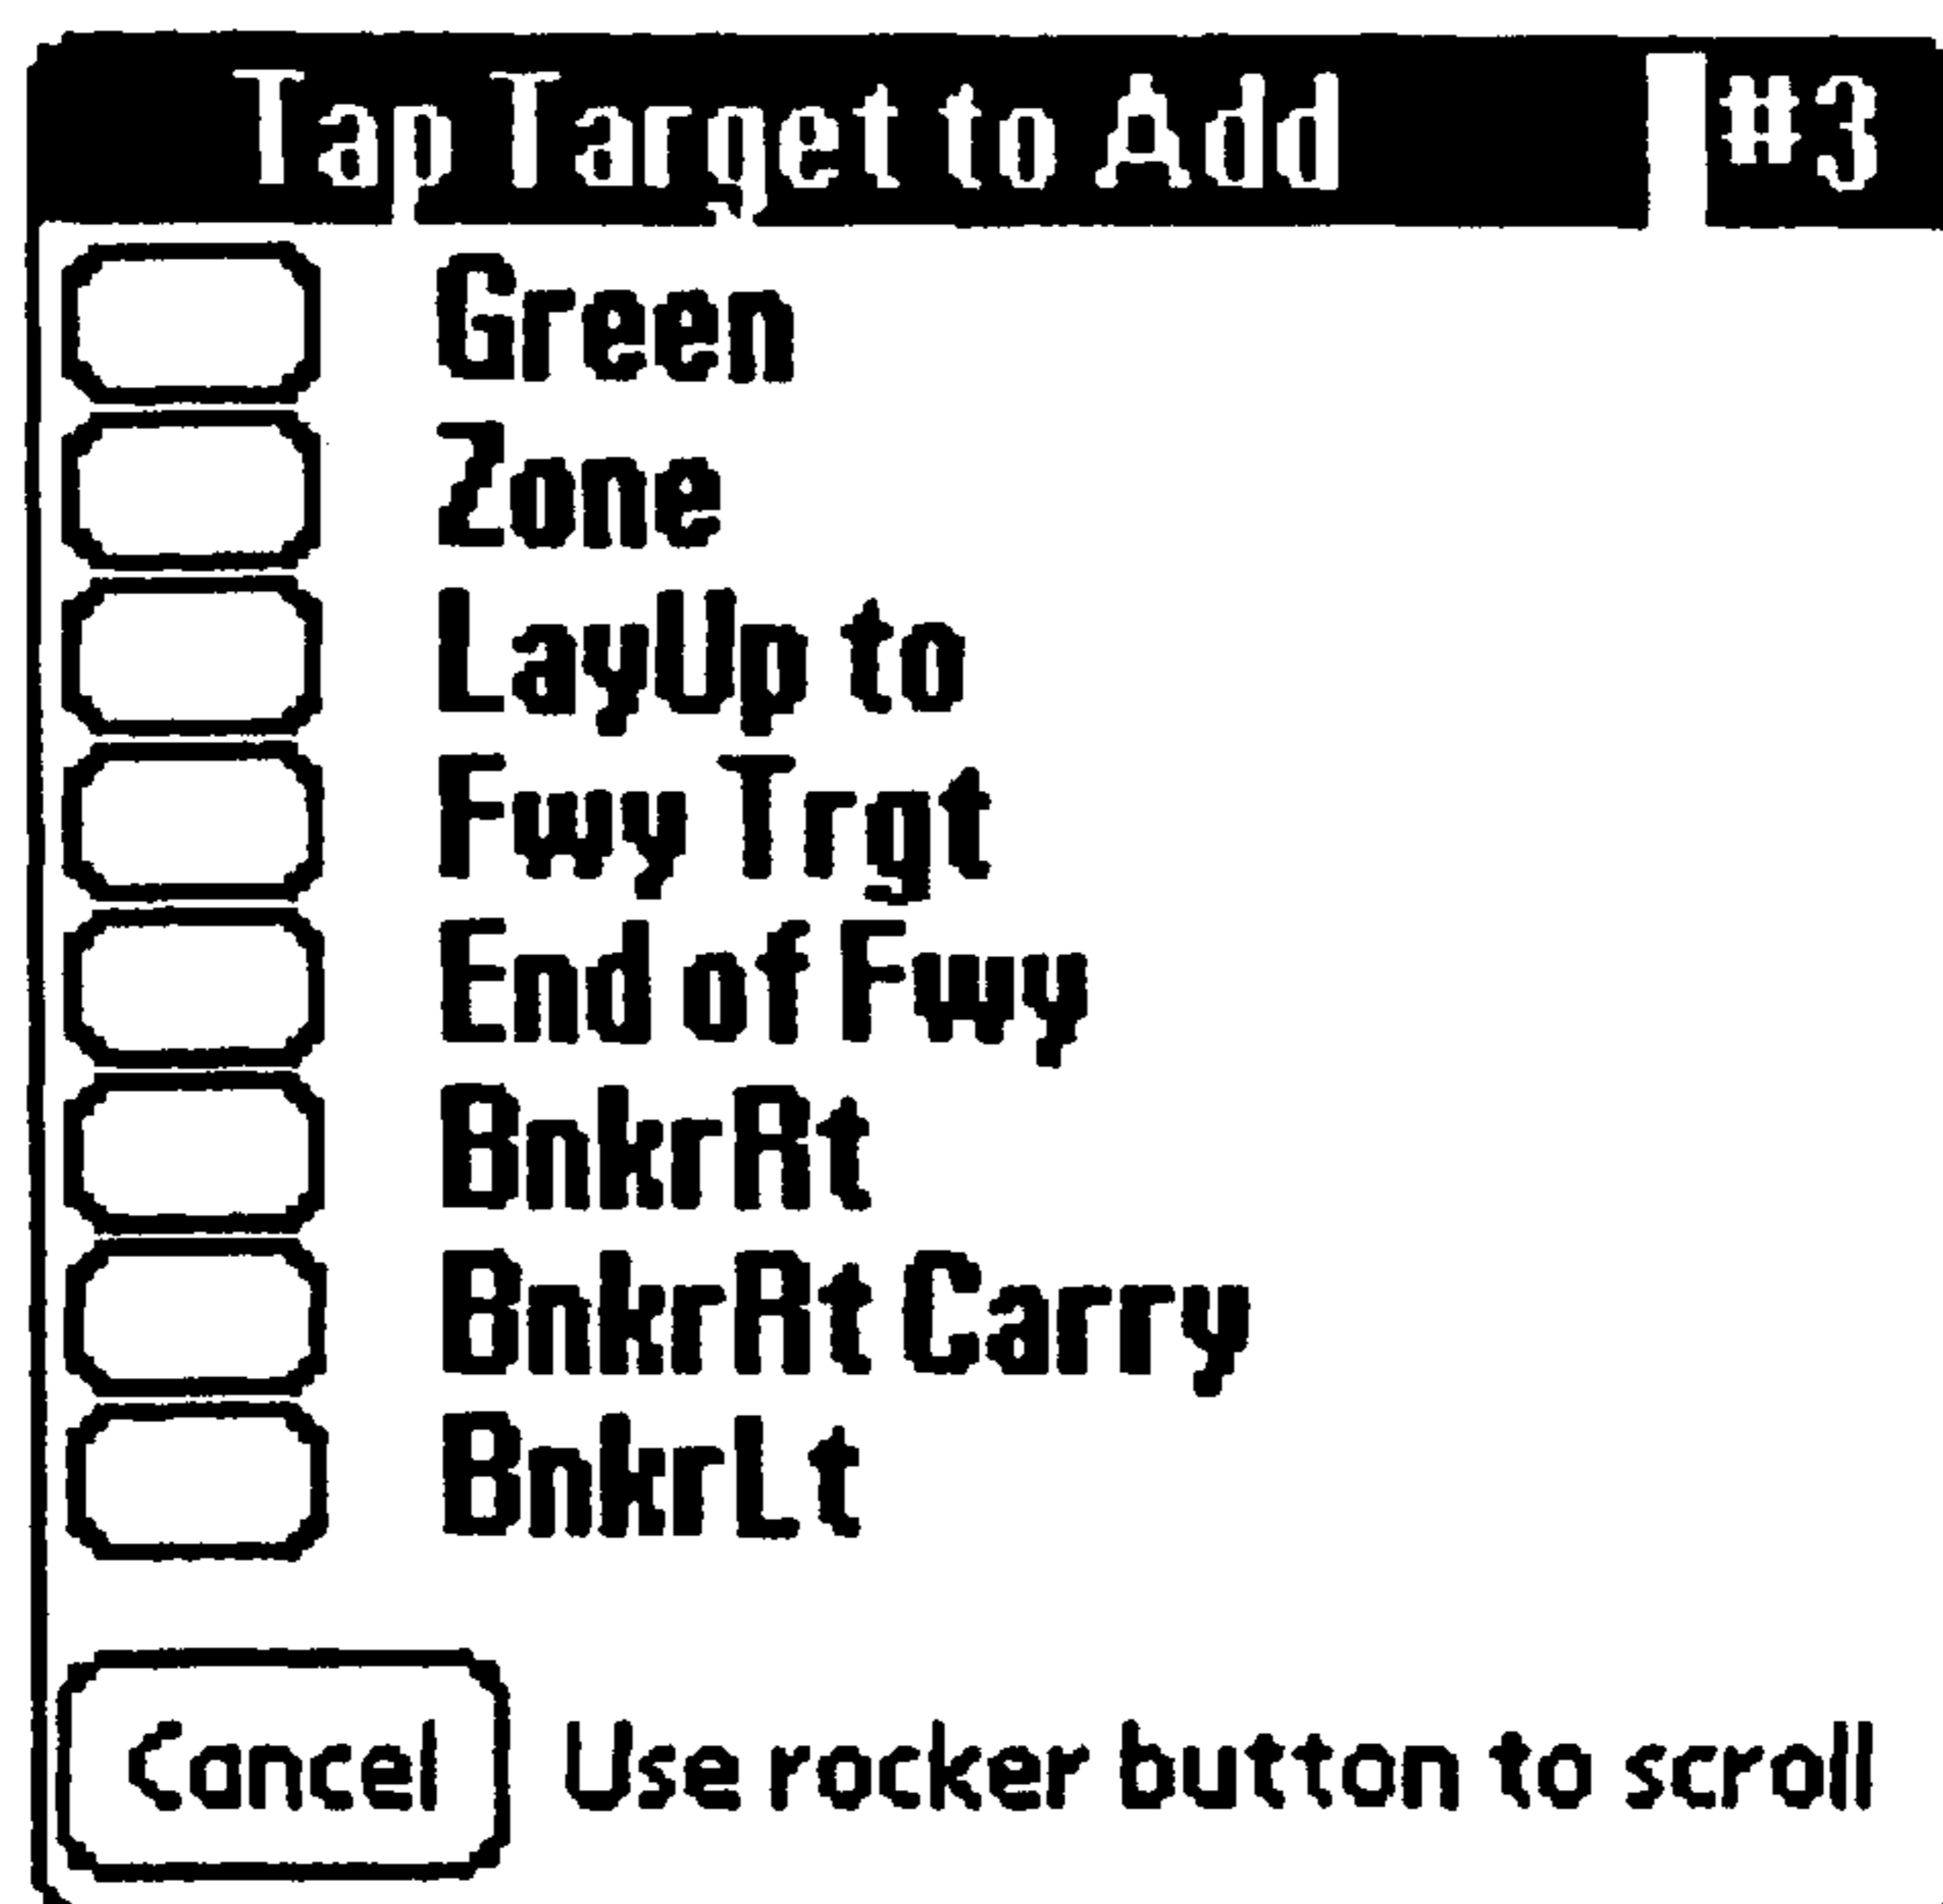 Tap Target to Add #3
Green
Zone
LayUp to
Fwy Trgt
End of Fwy
BnkrRt
BnkrRt Carry
BnkrLt
Cancel Use rocker button to scroll